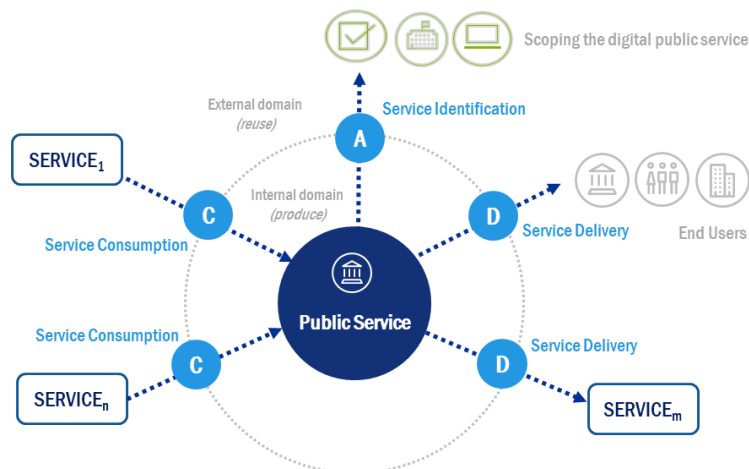 Scoping the digital public service
External domain
(reuse)
Service Identification
A
SERVICE1
Internal domain
(produce)
C
D
Service Consumption
Service Delivery
End Users
Public Service
Service Consumption
Service Delivery
C
D
SERVICEn
SERVICEm